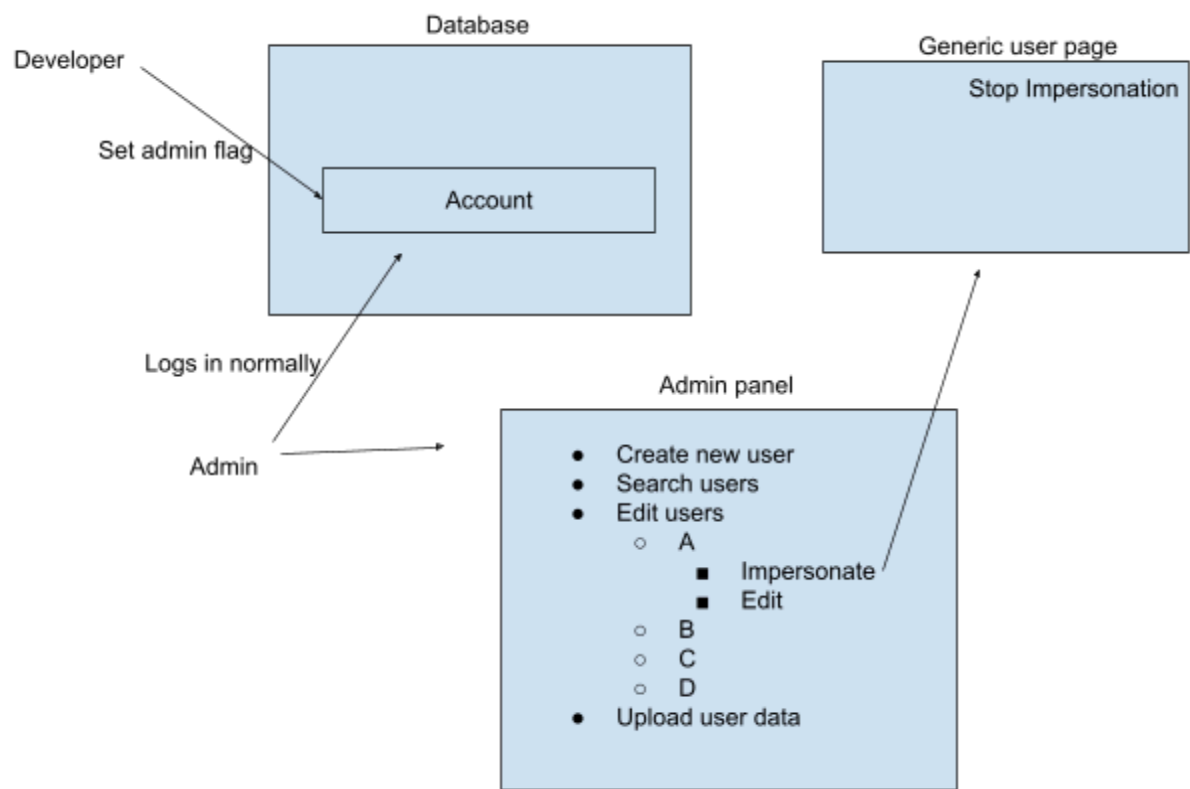 Database
Developer
Generic user page
Stop Impersonation
Set admin flag
Account
Logs in normally
Admin panel
Admin
● Create new user
● Search users
● Edit users
○ A
■ Impersonate
■ Edit
○ B
○ C
○ D
● Upload user data